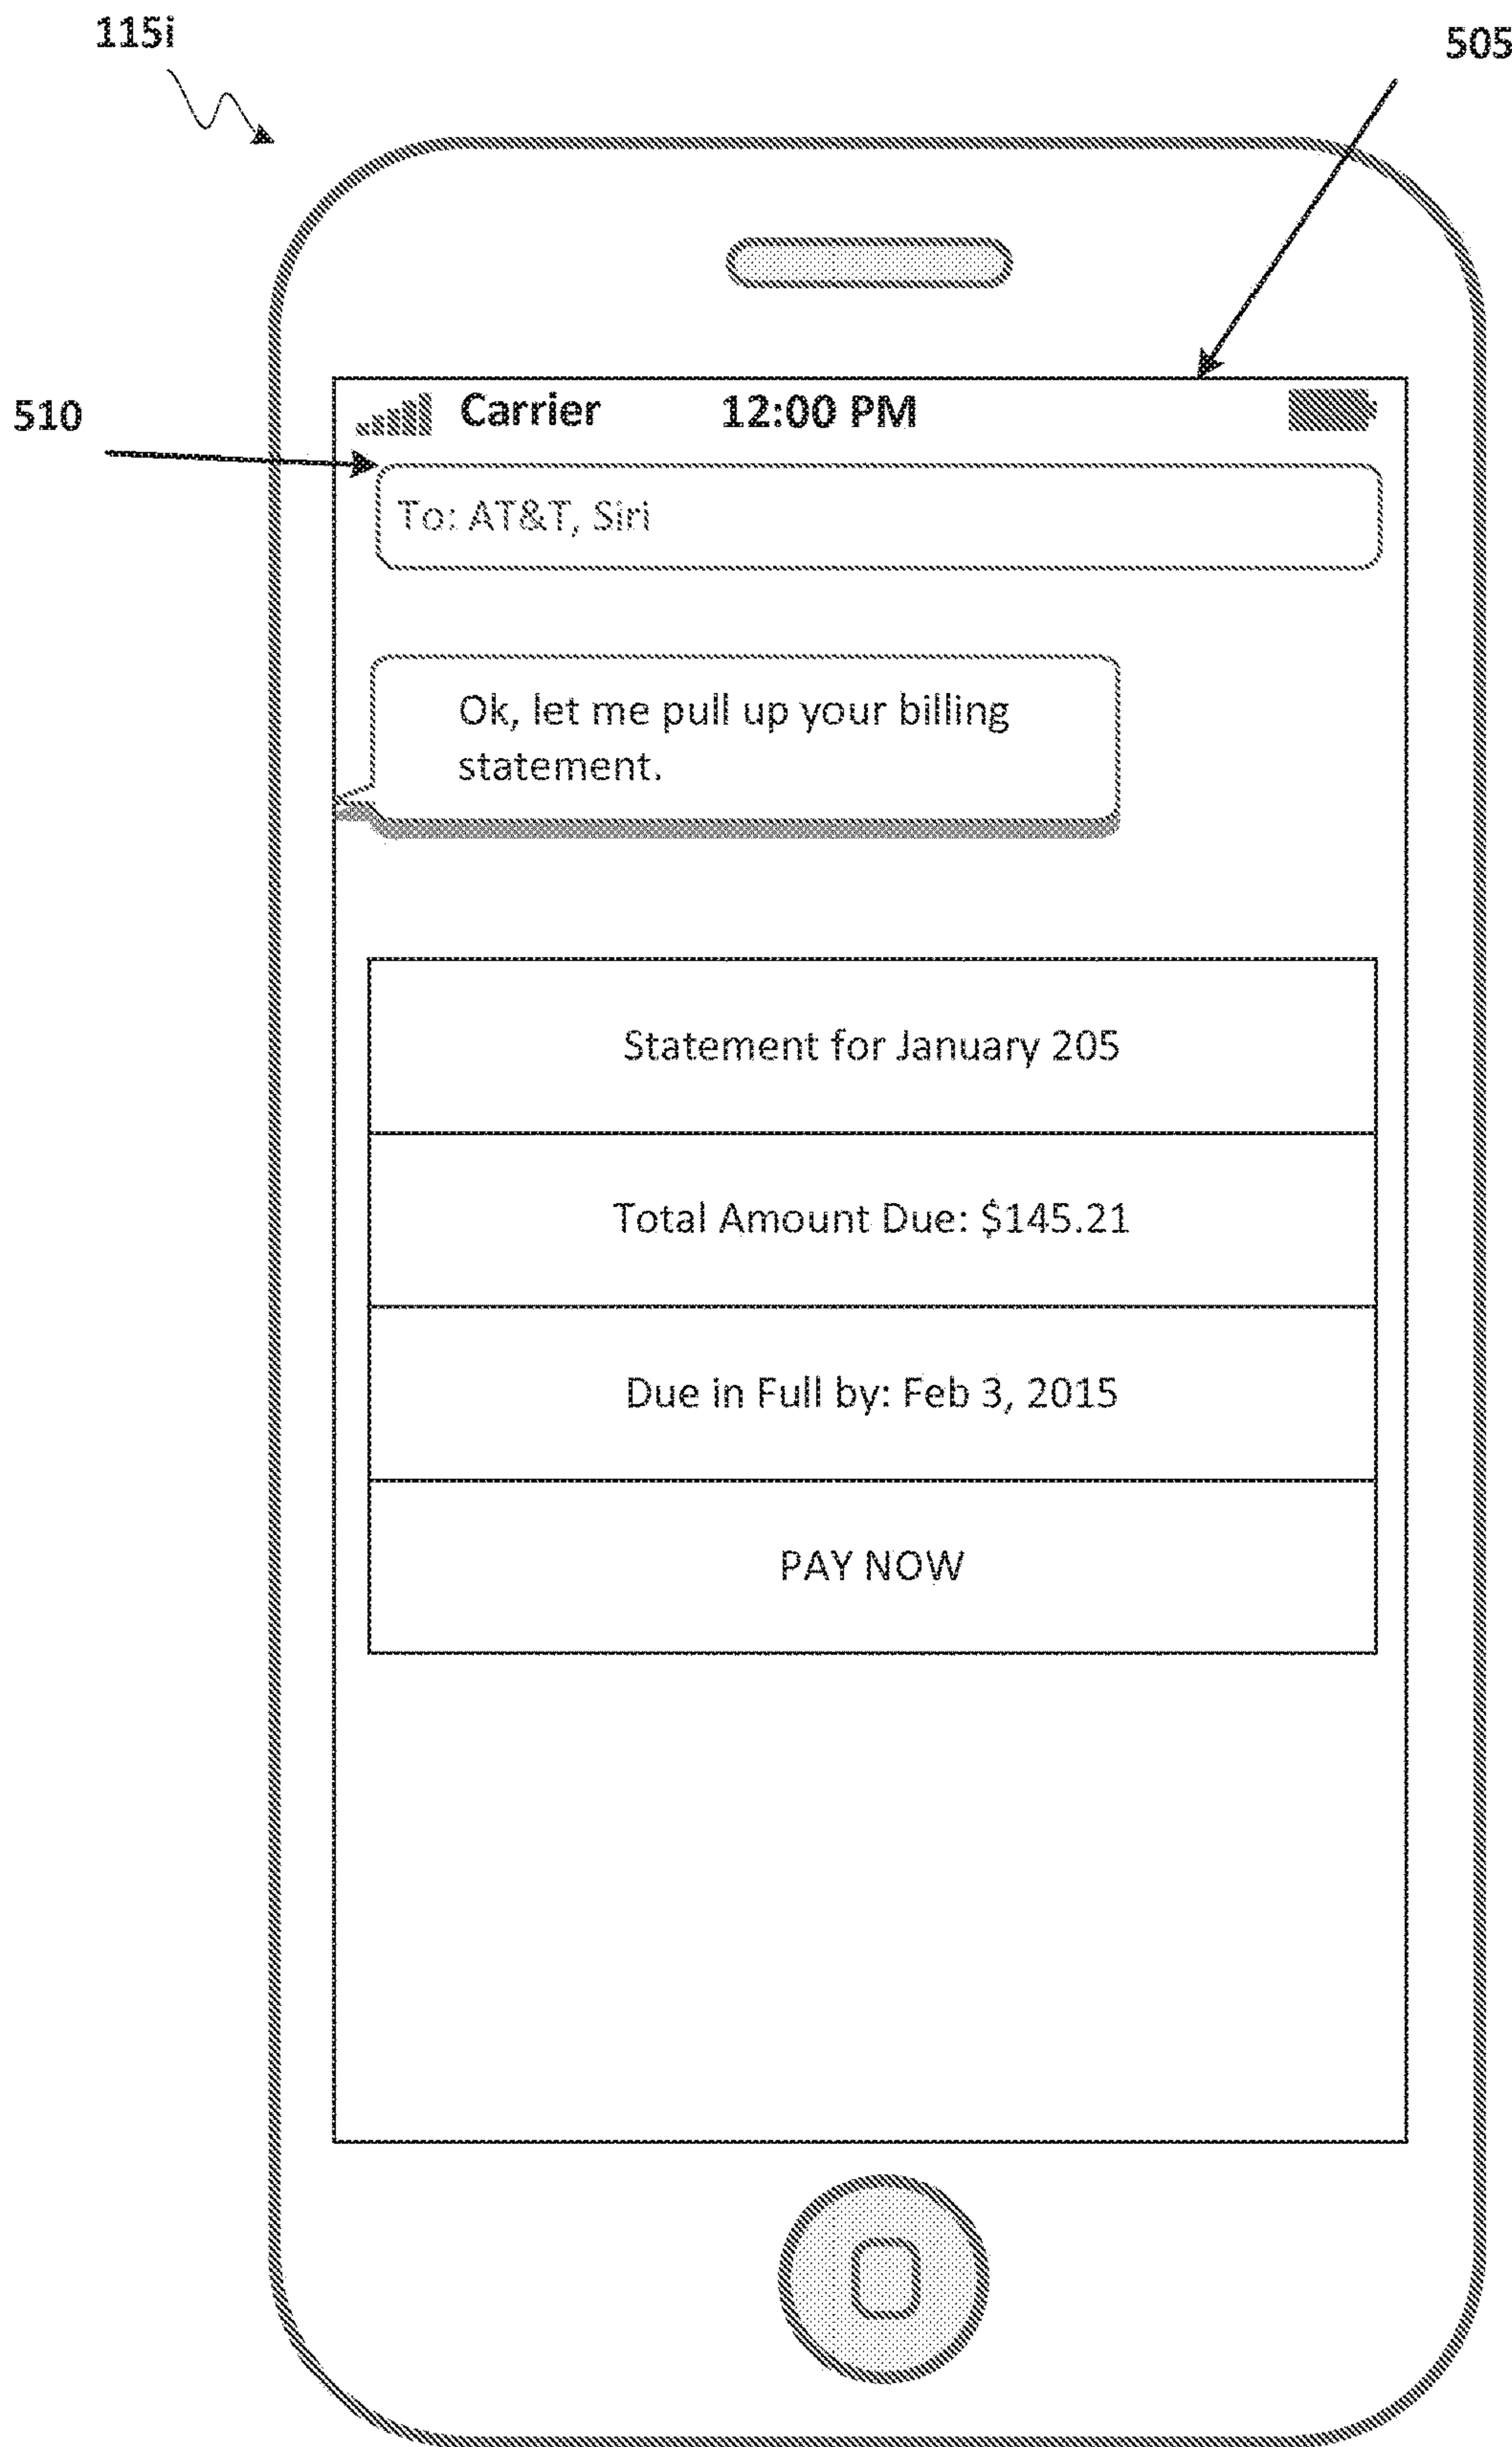 115i
505
510
Carrier 12:00 PM
To: AT&T, Siri
Ok, let me pull up your billing
statement.
Statement for January 205
Total Amount Due: $145.21
Due in Full by: Feb 3, 2015
PAY NOW